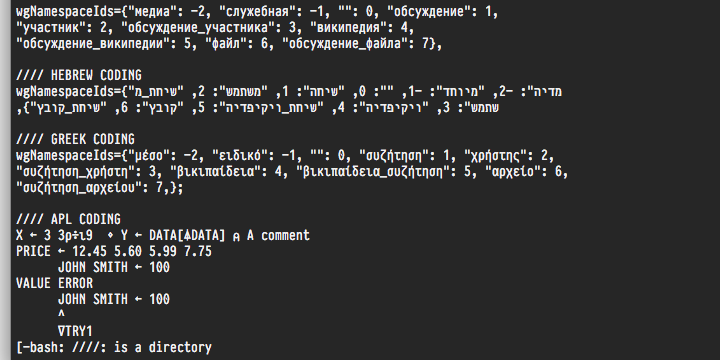 wgNamespaceIds={"медиа": -2, "служебная": -1, "": 0, "обсуждение": 1,
"участник": 2, "обсуждение_участника": 3, "википедия": 4,
"обсуждение_википедии": 5, "файл": 6, "обсуждение_файла": 7},
//// HEBREW CODING
wgNamespaceIds={"מדיה": -2, "מיוחד": -1, "": 0, "שיחה": 1, "משתמש": 2, "שיחת_מ
שתמש": 3, "ויקיפדיה": 4, "שיחת_ויקיפדיה": 5, "קובץ": 6, "שיחת_קובץ"},
//// GREEK CODING
wgNamespaceIds={"μέσο": -2, "ειδικό": -1, "": 0, "συζήτηση": 1, "χρήστης": 2,
"συζήτηση_χρήστη": 3, "βικιπαίδεια": 4, "βικιπαίδεια_συζήτηση": 5, "αρχείο": 6,
"συζήτηση_αρχείου": 7,};
//// APL CODING
X ← 3 3⍴÷⍳9 ⋄ Y ← DATA[⍋DATA] ⍝ A comment
PRICE ← 12.45 5.60 5.99 7.75
JOHN SMITH ← 100
VALUE ERROR
JOHN SMITH ← 100
^
∇TRY1
[-bash: ////: is a directory